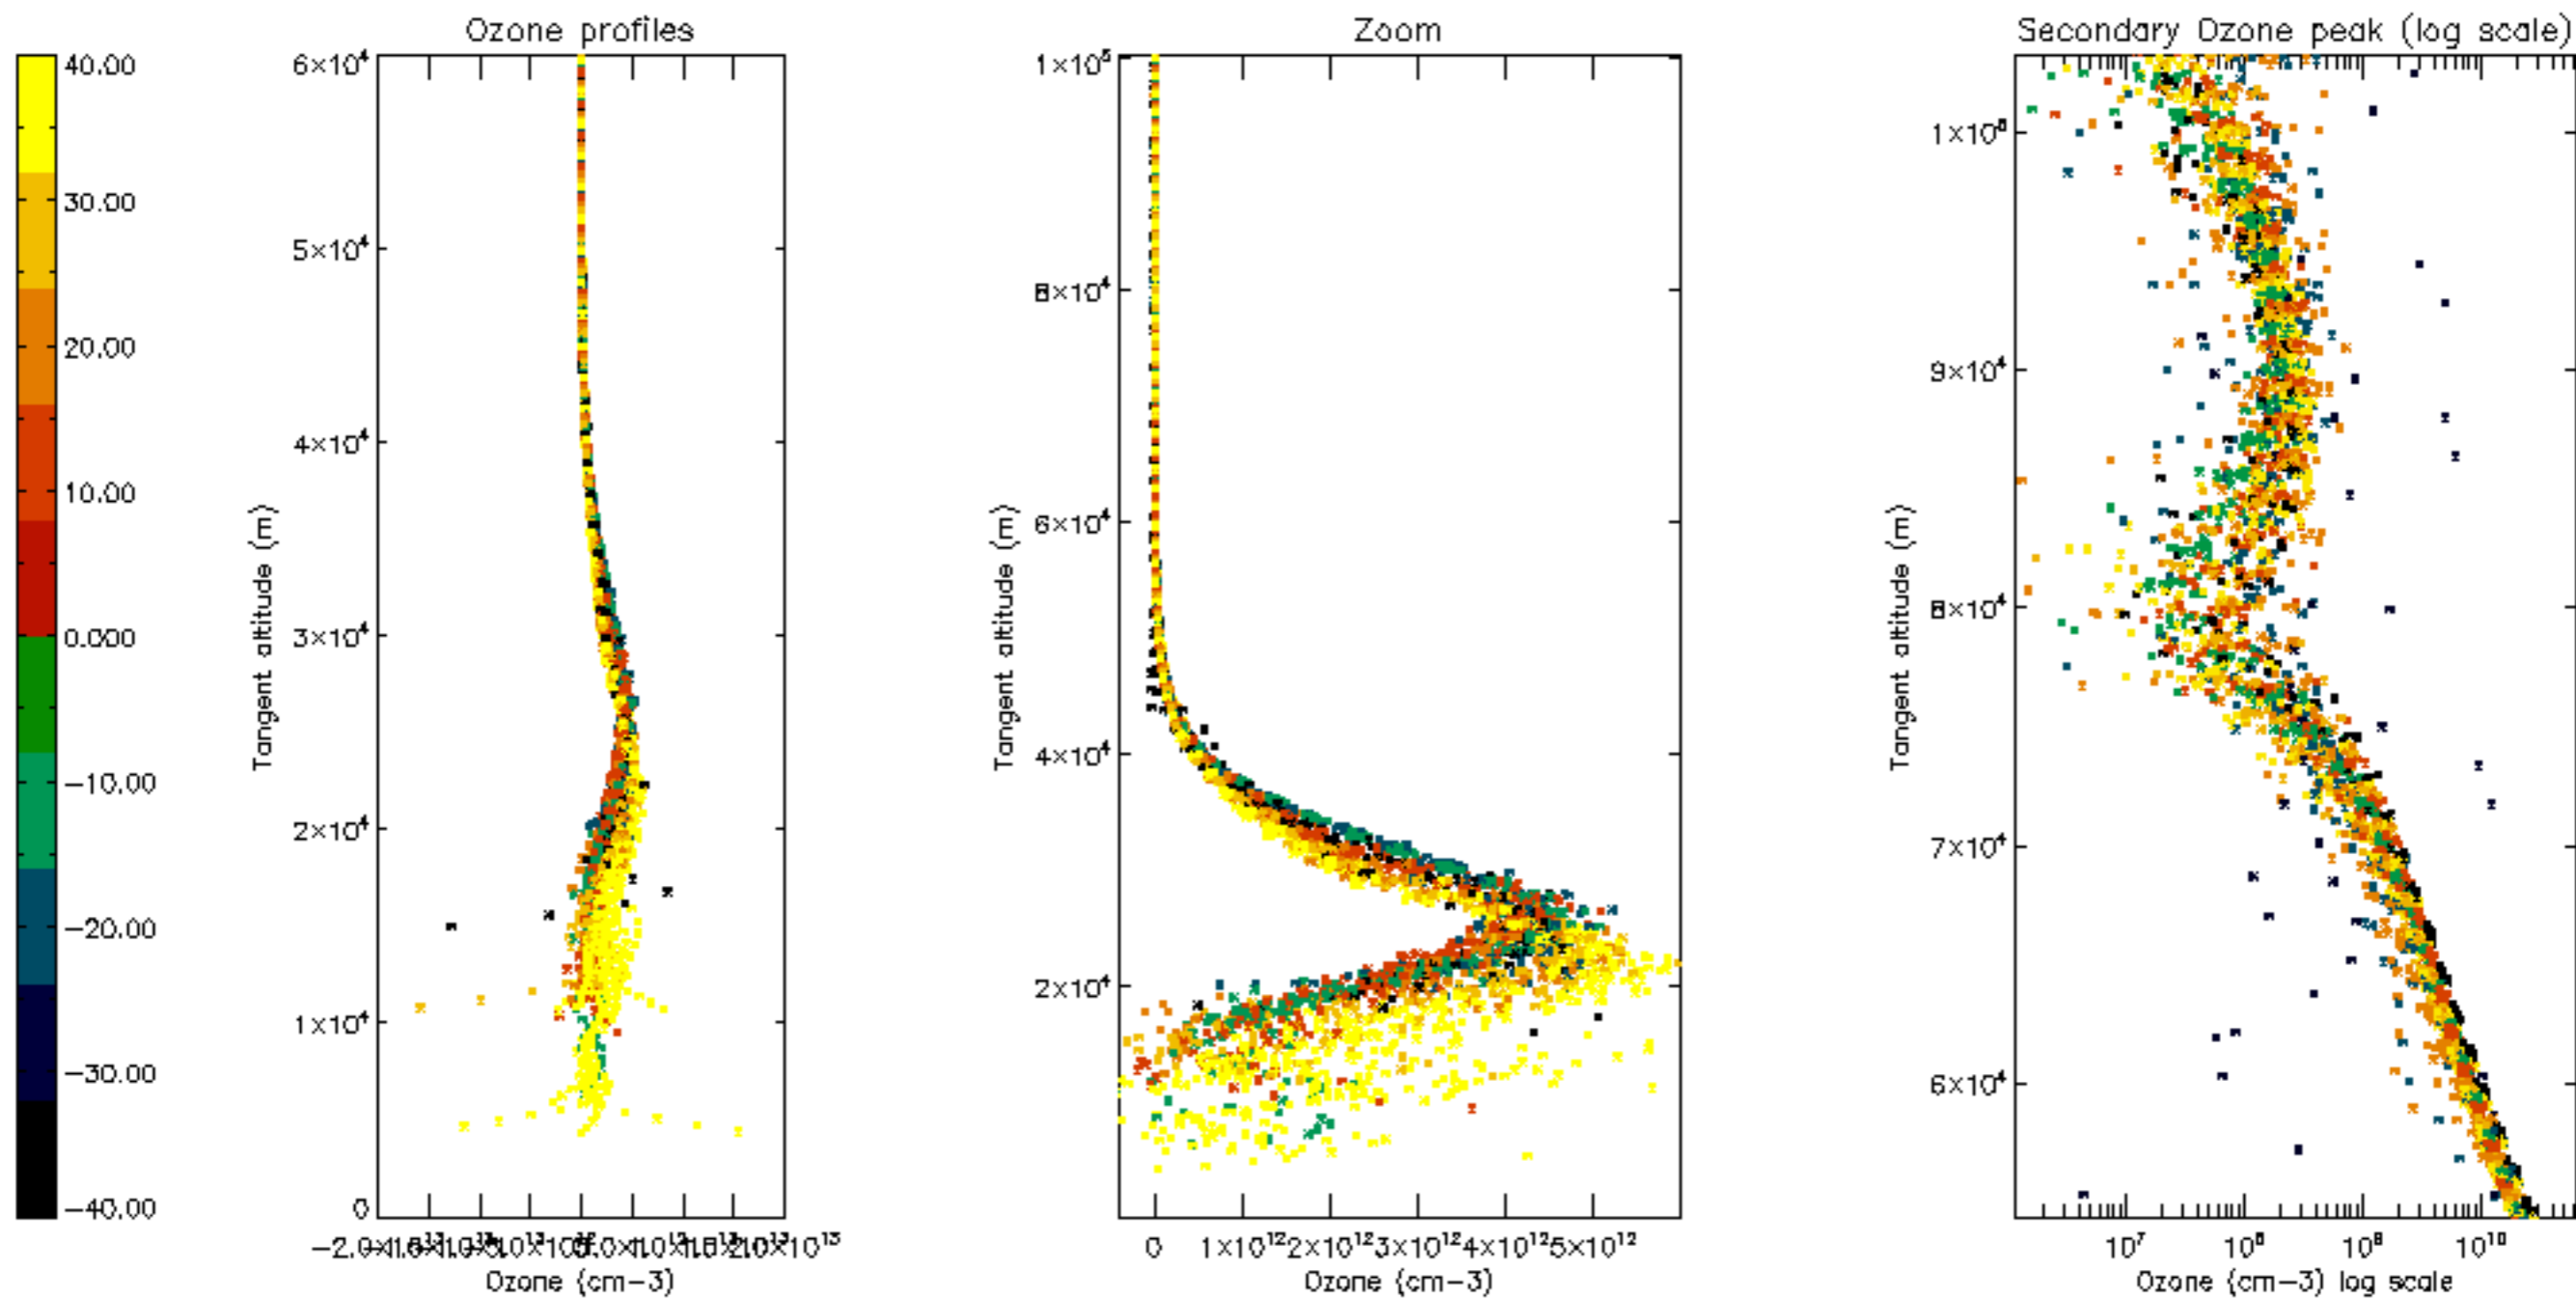 Ozone profiles
Zoom
Secondary Ozone peak (log scale)
40.00
30.00
20.00
10.00
-10.00
-20.00
-30.00
-40.00
6×10⁴
5×10⁴
4×10⁴
3×10⁴
2×10⁴
1×10⁴
0
Tangent altitude (m)
Ozone (cm-3)
1×10⁵
8×10⁴
6×10⁴
4×10⁴
2×10⁴
Tangent altitude (m)
0 1×10¹² 2×10¹² 3×10¹² 4×10¹² 5×10¹²
Ozone (cm-3)
9×10⁴
8×10⁴
7×10⁴
6×10⁴
Tangent altitude (m)
10⁷ 10⁸ 10⁹ 10¹⁰
Ozone (cm-3) log scale